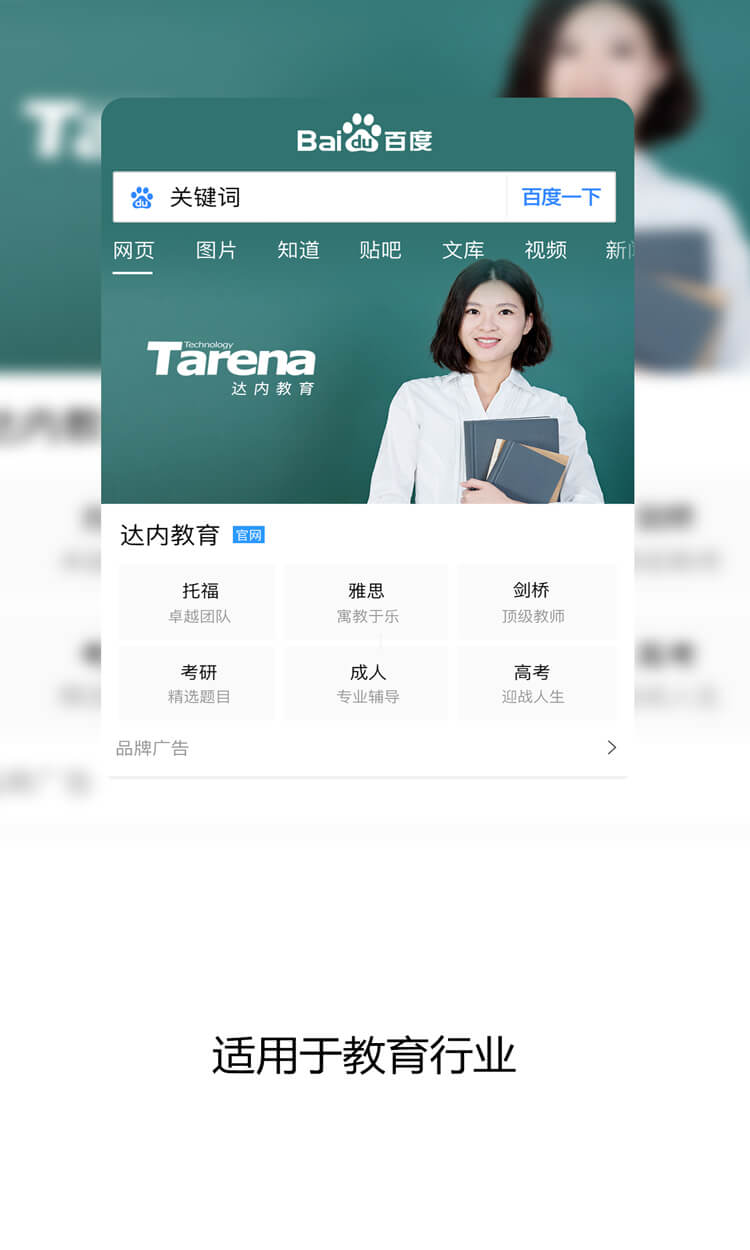 Bai du 百度
du 关键词 百度一下
网页 图片 知道 贴吧 文库 视频 新闻
Technology
Tarena
达内教育
达内教育 官网
托福 雅思 剑桥
卓越团队 寓教于乐 顶级教师
考研 成人 高考
精选题目 专业辅导 迎战人生
品牌广告
适用于教育行业